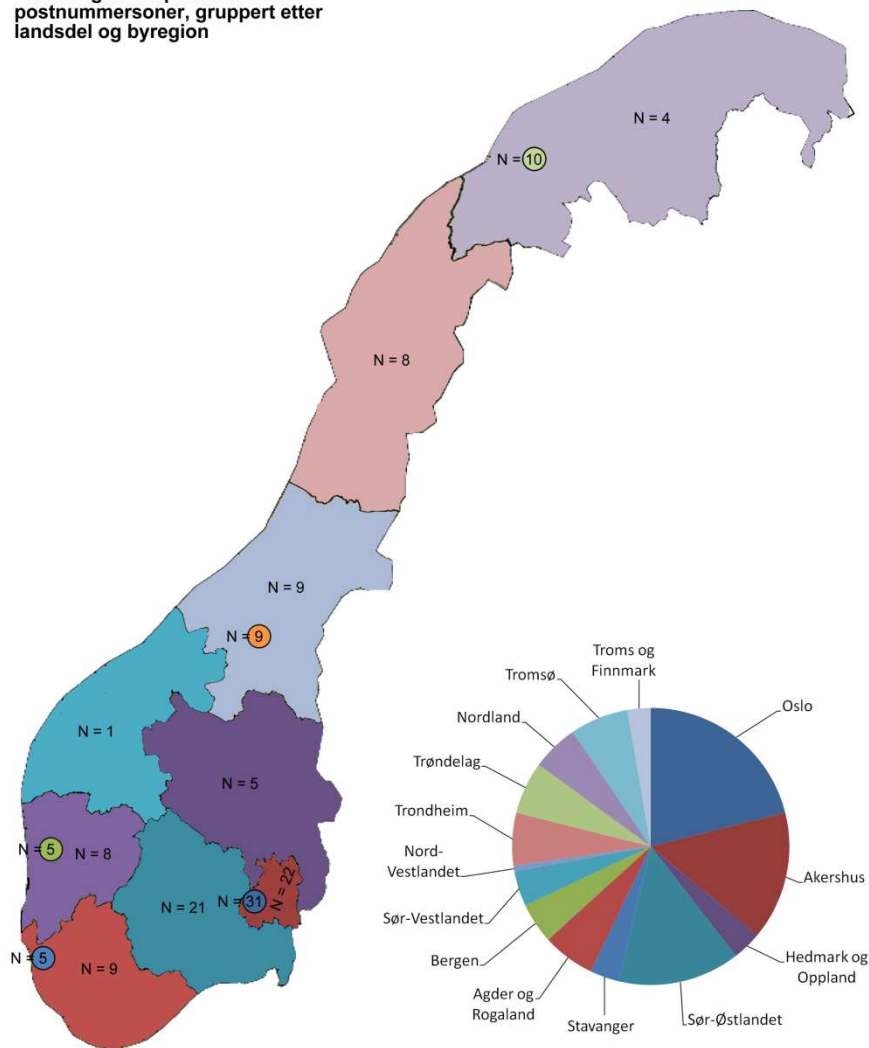 postnummersoner, gruppert etter
landsdel og byregion
N = 4
N = 10
N = 8
N = 9
N = 9
N = 1
N = 5
N = 5
N = 8
N = 21
N = 31
N = 22
N = 5
N = 9
Troms og
Finnmark
Tromsø
Oslo
Nordland
Trøndelag
Trondheim
Nord-
Vestlandet
Akershus
Sør-Vestlandet
Bergen
Hedmark og
Oppland
Agder og
Rogaland
Stavanger
Sør-Østlandet